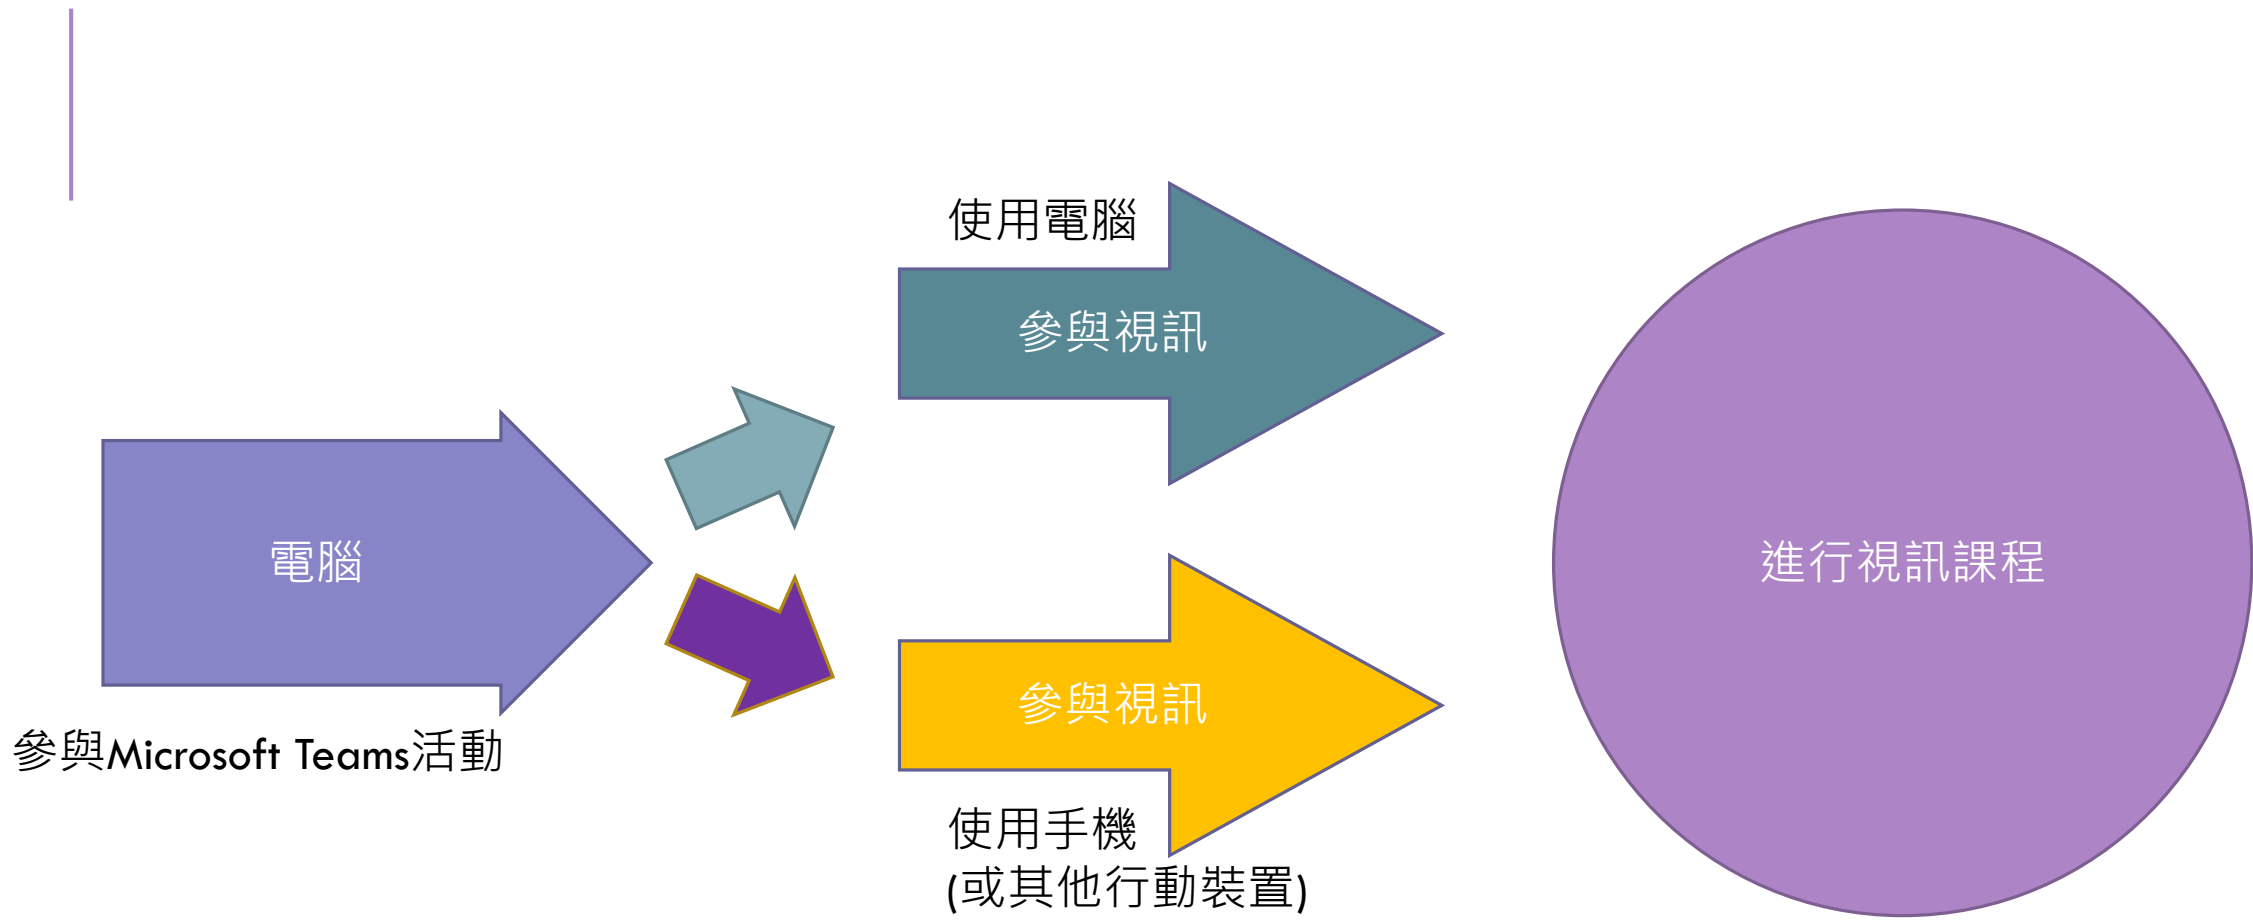 使用電腦
參與視訊
電腦
進行視訊課程
參與視訊
參與Microsoft Teams活動
使用手機
(或其他行動裝置)